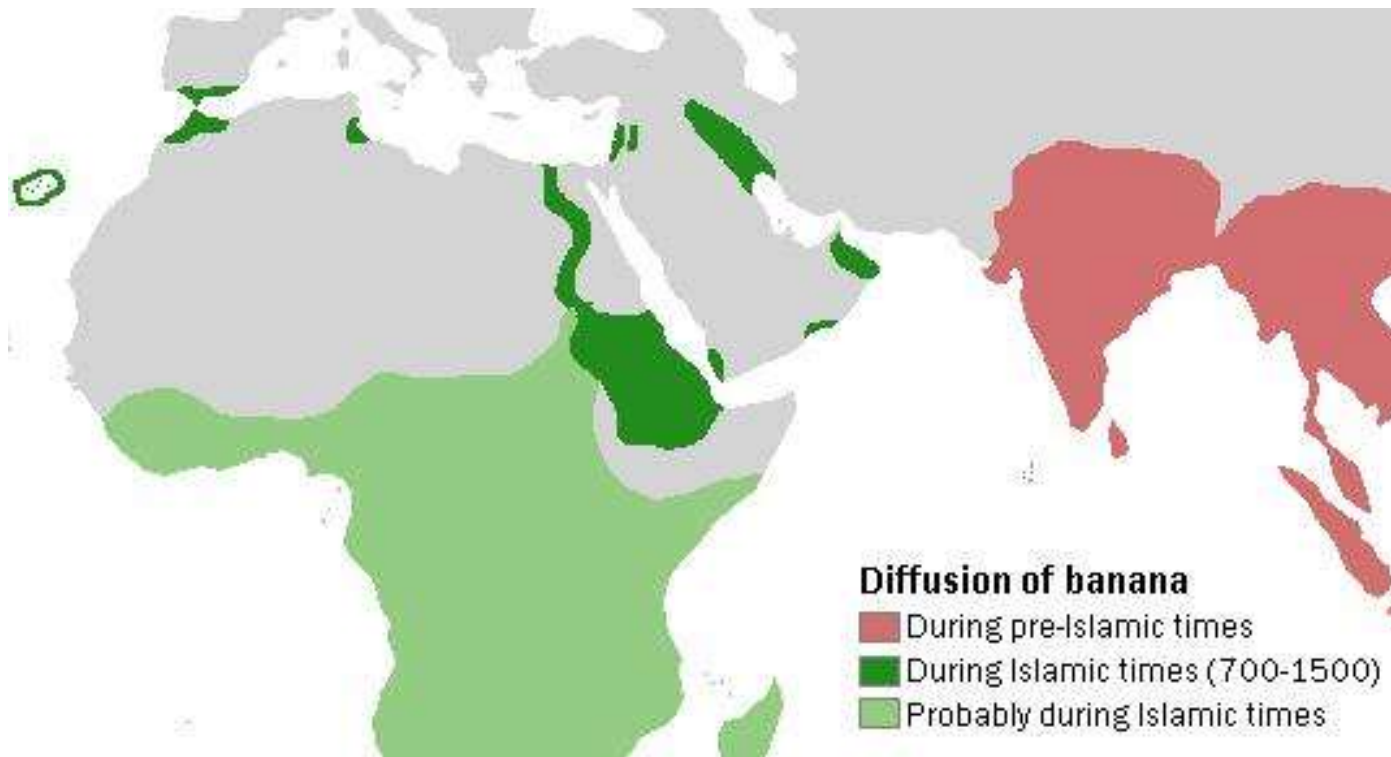 Diffusion of banana
During pre-Islamic times
During Islamic times (700-1500)
Probably during Islamic times